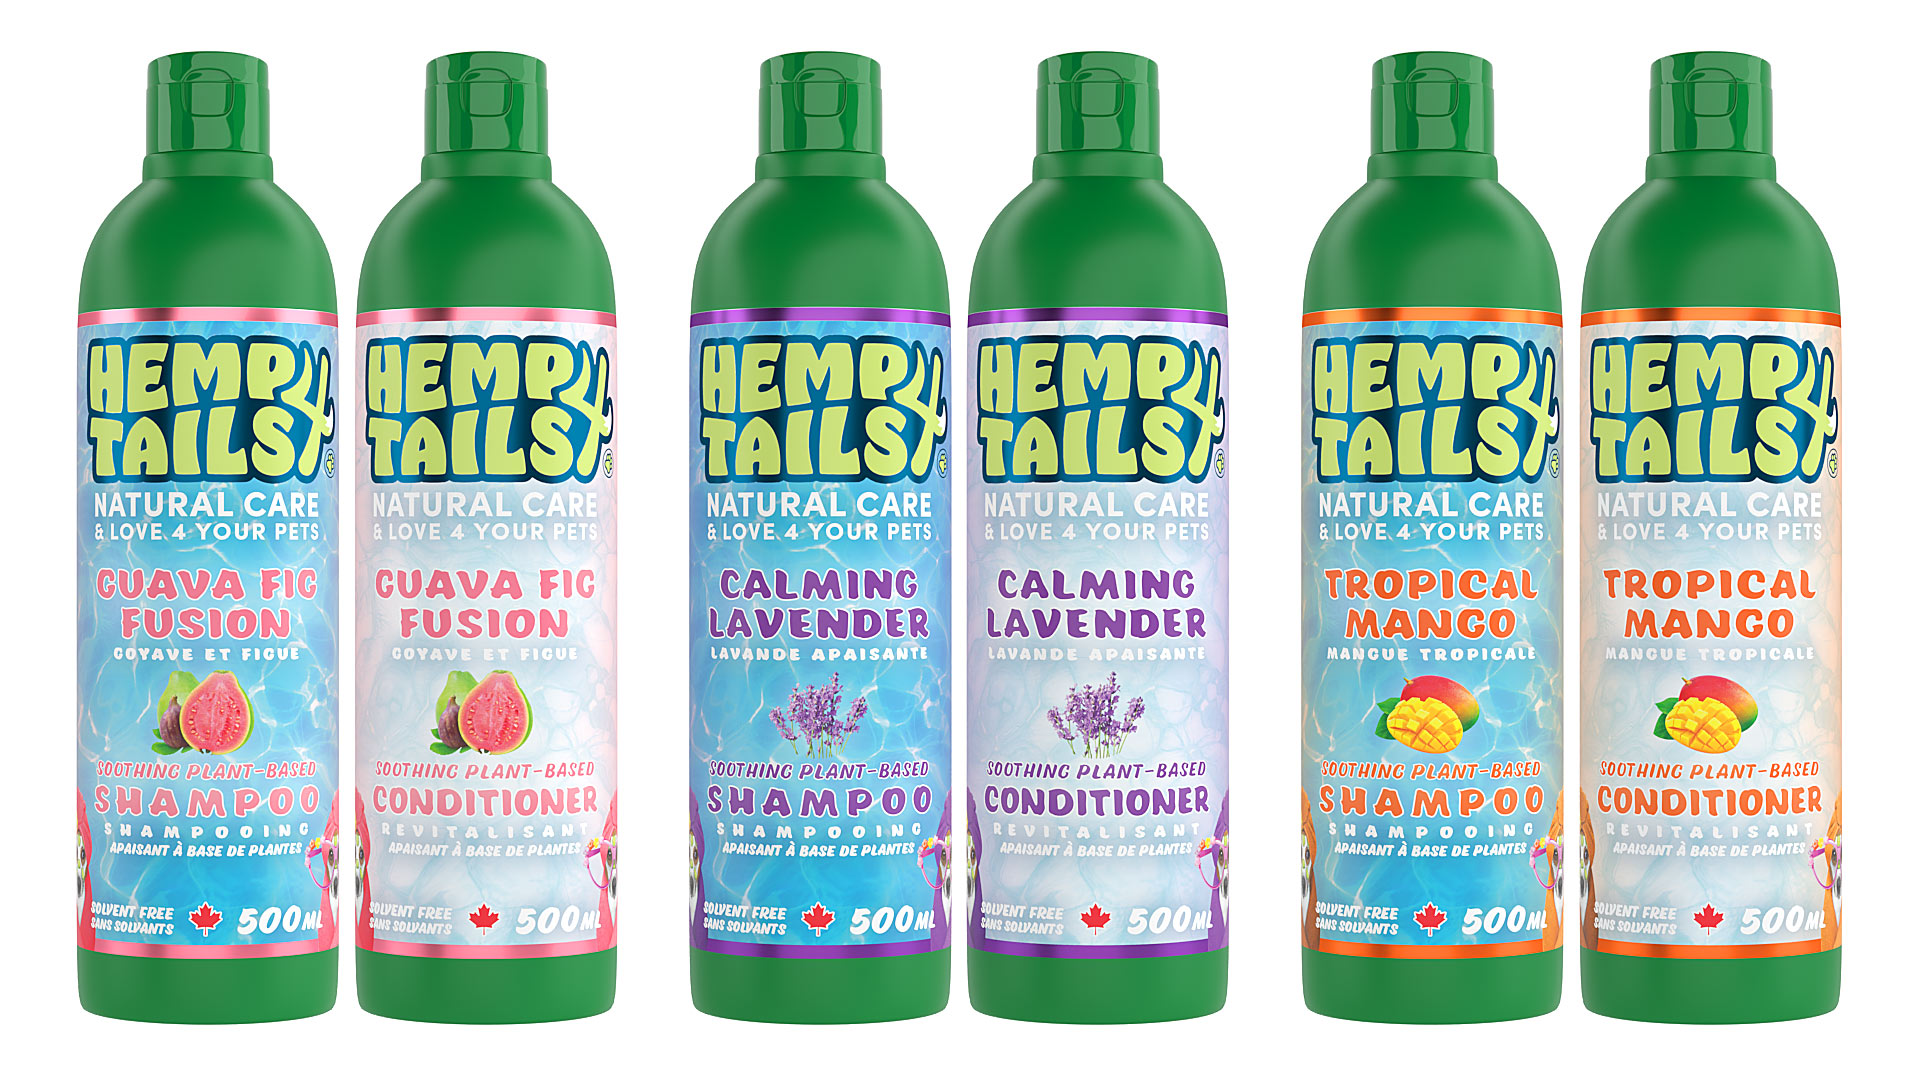 HEMP 4
TAILS
NATURAL CARE
& LOVE 4 YOUR PETS
GUAVA FIG
FUSION
GOYAVE ET FIGUE
SOOTHING PLANT-BASED
SHAMPOO
SHAMPOOING
APAISANT À BASE DE PLANTES
SOLVENT FREE
SANS SOLVANTS
500ML
HEMP 4
TAILS
NATURAL CARE
& LOVE 4 YOUR PETS
GUAVA FIG
FUSION
GOYAVE ET FIGUE
SOOTHING PLANT-BASED
CONDITIONER
REVITALISANT
APAISANT À BASE DE PLANTES
SOLVENT FREE
SANS SOLVANTS
500ML
HEMP 4
TAILS
NATURAL CARE
& LOVE 4 YOUR PETS
CALMING
LAVENDER
LAVANDE APAISANTE
SOOTHING PLANT-BASED
SHAMPOO
SHAMPOOING
APAISANT À BASE DE PLANTES
SOLVENT FREE
SANS SOLVANTS
500ML
HEMP 4
TAILS
NATURAL CARE
& LOVE 4 YOUR PETS
CALMING
LAVENDER
LAVANDE APAISANTE
SOOTHING PLANT-BASED
CONDITIONER
REVITALISANT
APAISANT À BASE DE PLANTES
SOLVENT FREE
SANS SOLVANTS
500ML
HEMP 4
TAILS
NATURAL CARE
& LOVE 4 YOUR PETS
TROPICAL
MANGO
MANGUE TROPICALE
SOOTHING PLANT-BASED
SHAMPOO
SHAMPOOING
APAISANT À BASE DE PLANTES
SOLVENT FREE
SANS SOLVANTS
500ML
HEMP 4
TAILS
NATURAL CARE
& LOVE 4 YOUR PETS
TROPICAL
MANGO
MANGUE TROPICALE
SOOTHING PLANT-BASED
CONDITIONER
REVITALISANT
APAISANT À BASE DE PLANTES
SOLVENT FREE
SANS SOLVANTS
500ML